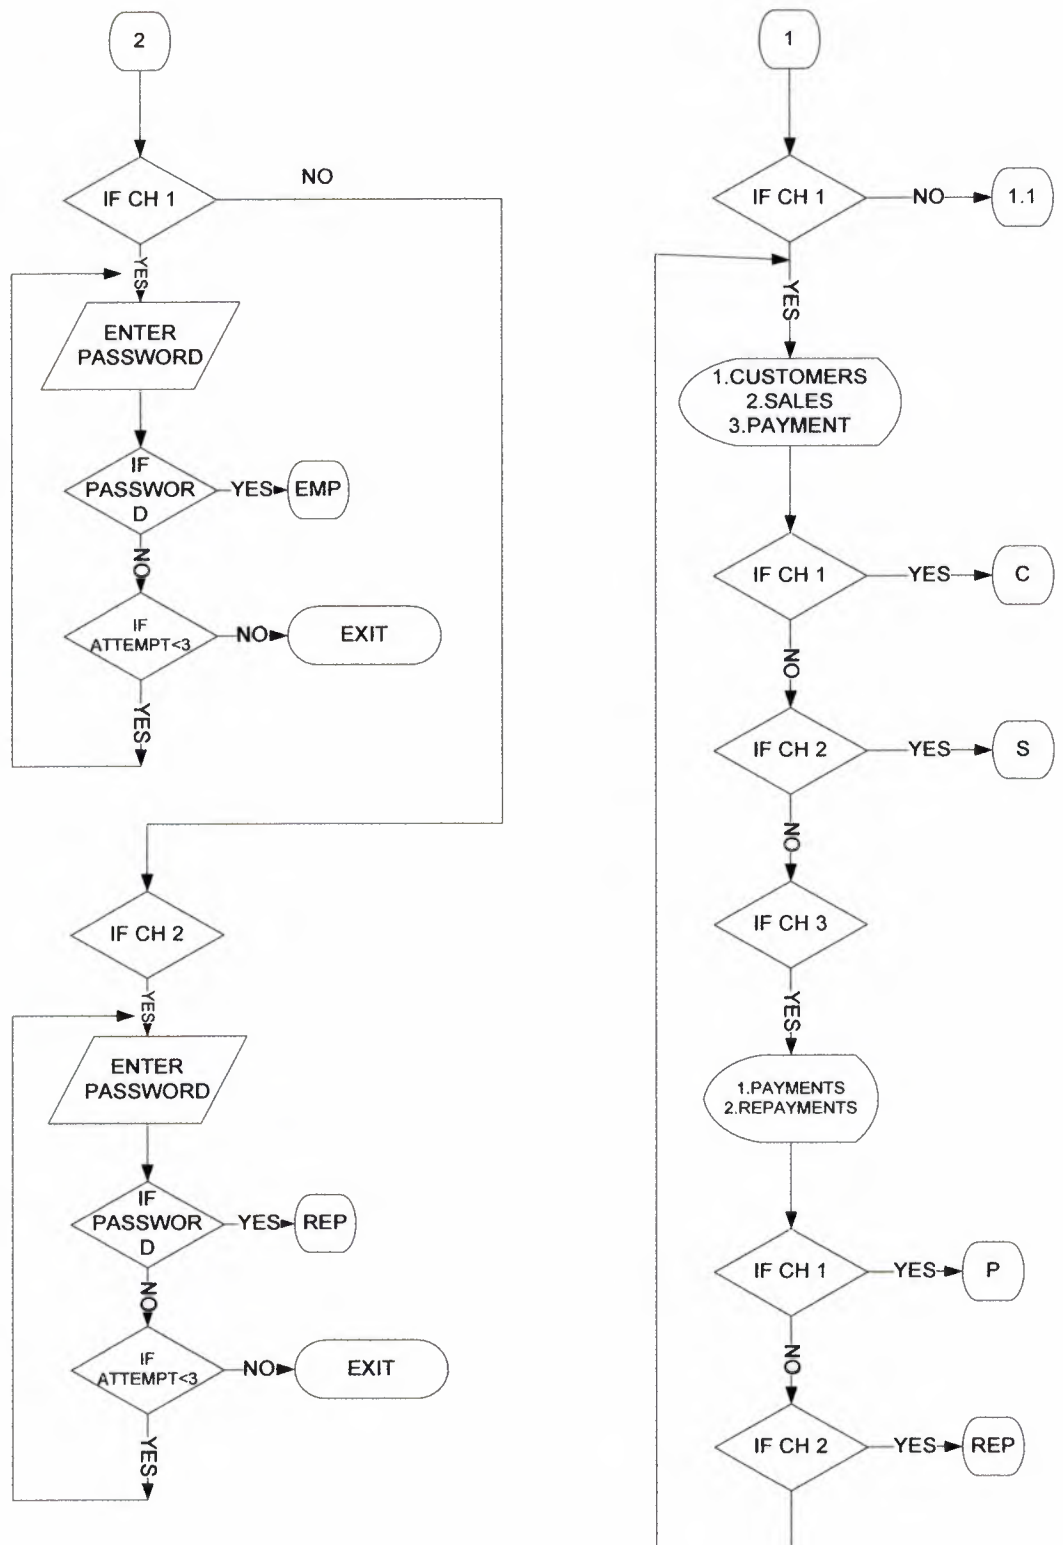 2
IF CH 1
NO
YES
ENTER
PASSWORD
IF
PASSWOR
D
YES
EMP
NO
IF
ATTEMPT<3
NO
EXIT
YES
IF CH 2
YES
ENTER
PASSWORD
IF
PASSWOR
D
YES
REP
NO
IF
ATTEMPT<3
NO
EXIT
YES
1
IF CH 1
NO
1.1
YES
1.CUSTOMERS
2.SALES
3.PAYMENT
IF CH 1
YES
C
NO
IF CH 2
YES
S
NO
IF CH 3
YES
1.PAYMENTS
2.REPAYMENTS
IF CH 1
YES
P
NO
IF CH 2
YES
REP